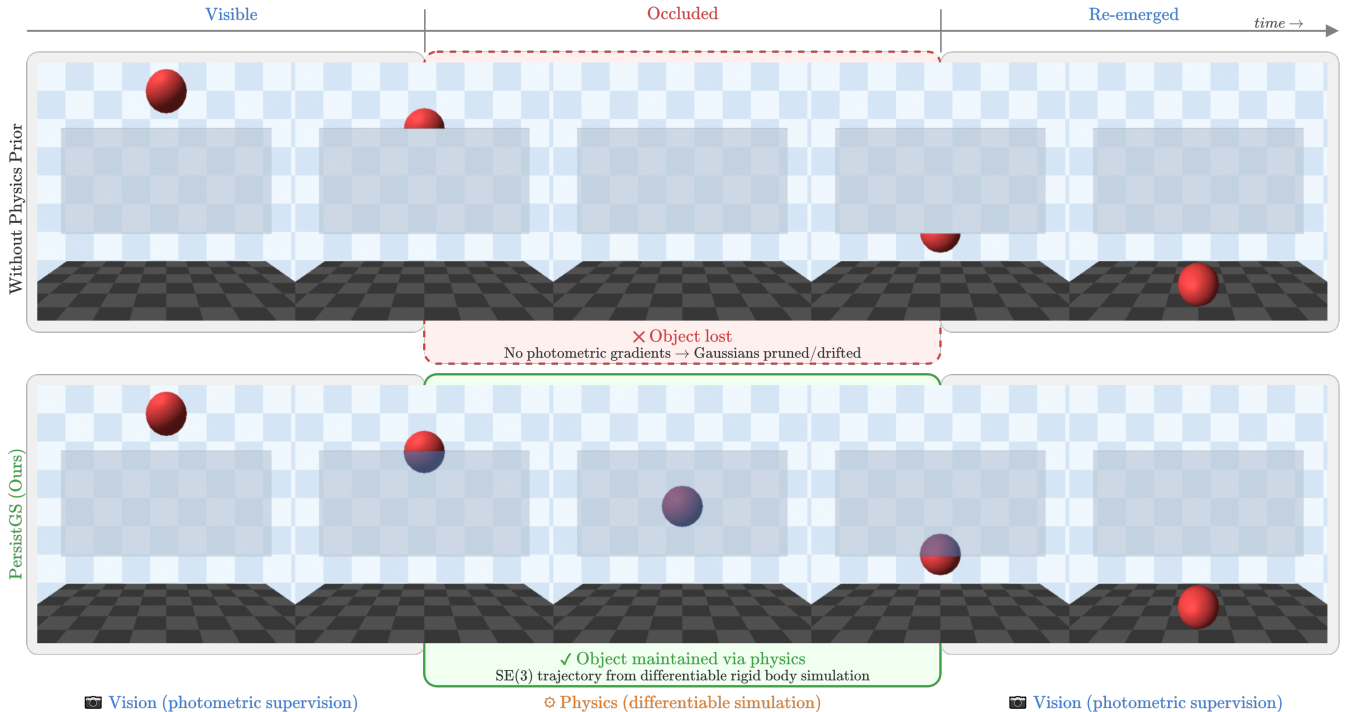 Visible
Occluded
Re-emerged
time →
Without Physics Prior
✕ Object lost
No photometric gradients → Gaussians pruned/drifted
PersistGS (Ours)
✓ Object maintained via physics
SE(3) trajectory from differentiable rigid body simulation
Vision (photometric supervision)
Physics (differentiable simulation)
Vision (photometric supervision)